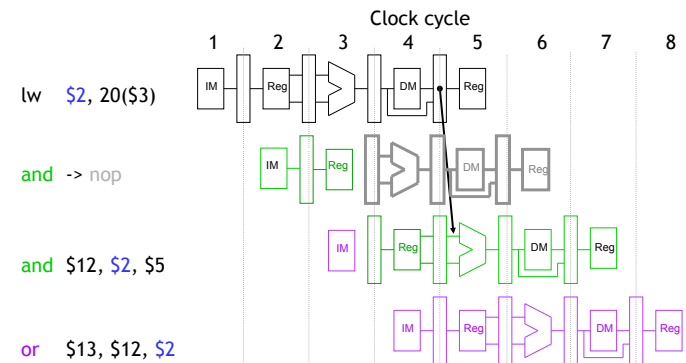 Clock cycle
1 2 3 4 5 6 7 8
lw $2, 20($3)
IM Reg DM Reg
and -> nop
IM Reg DM Reg
and $12, $2, $5
IM Reg DM Reg
or $13, $12, $2
IM Reg DM Reg